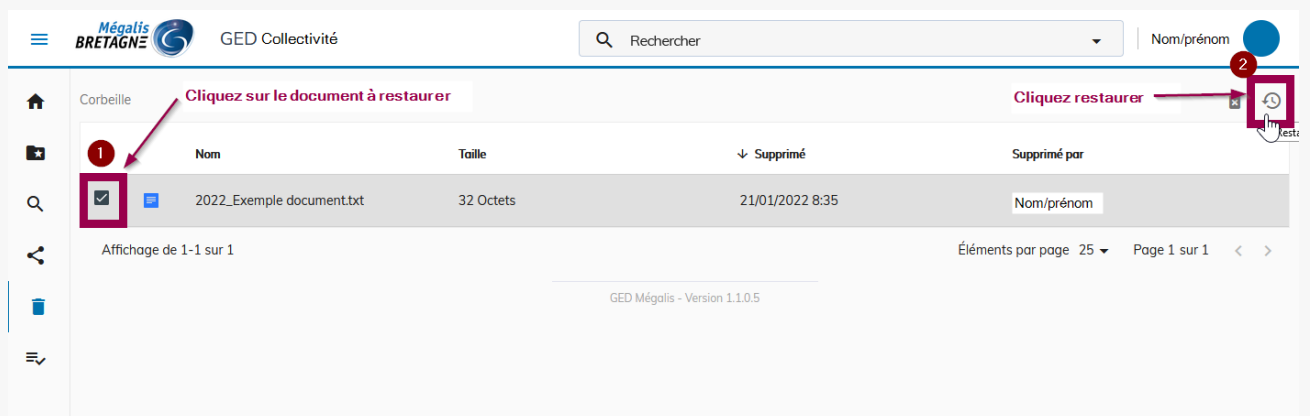 Mégalis
BRETAGNE
GED Collectivité
Rechercher
Nom/prénom
2
Corbeille
Cliquez sur le document à restaurer
Cliquez restaurer
1
Nom
Taille
Supprimé
Supprimé par
2022_Exemple document.txt
32 Octets
21/01/2022 8:35
Nom/prénom
Affichage de 1-1 sur 1
Éléments par page 25
Page 1 sur 1
GED Mégalis - Version 1.1.0.5